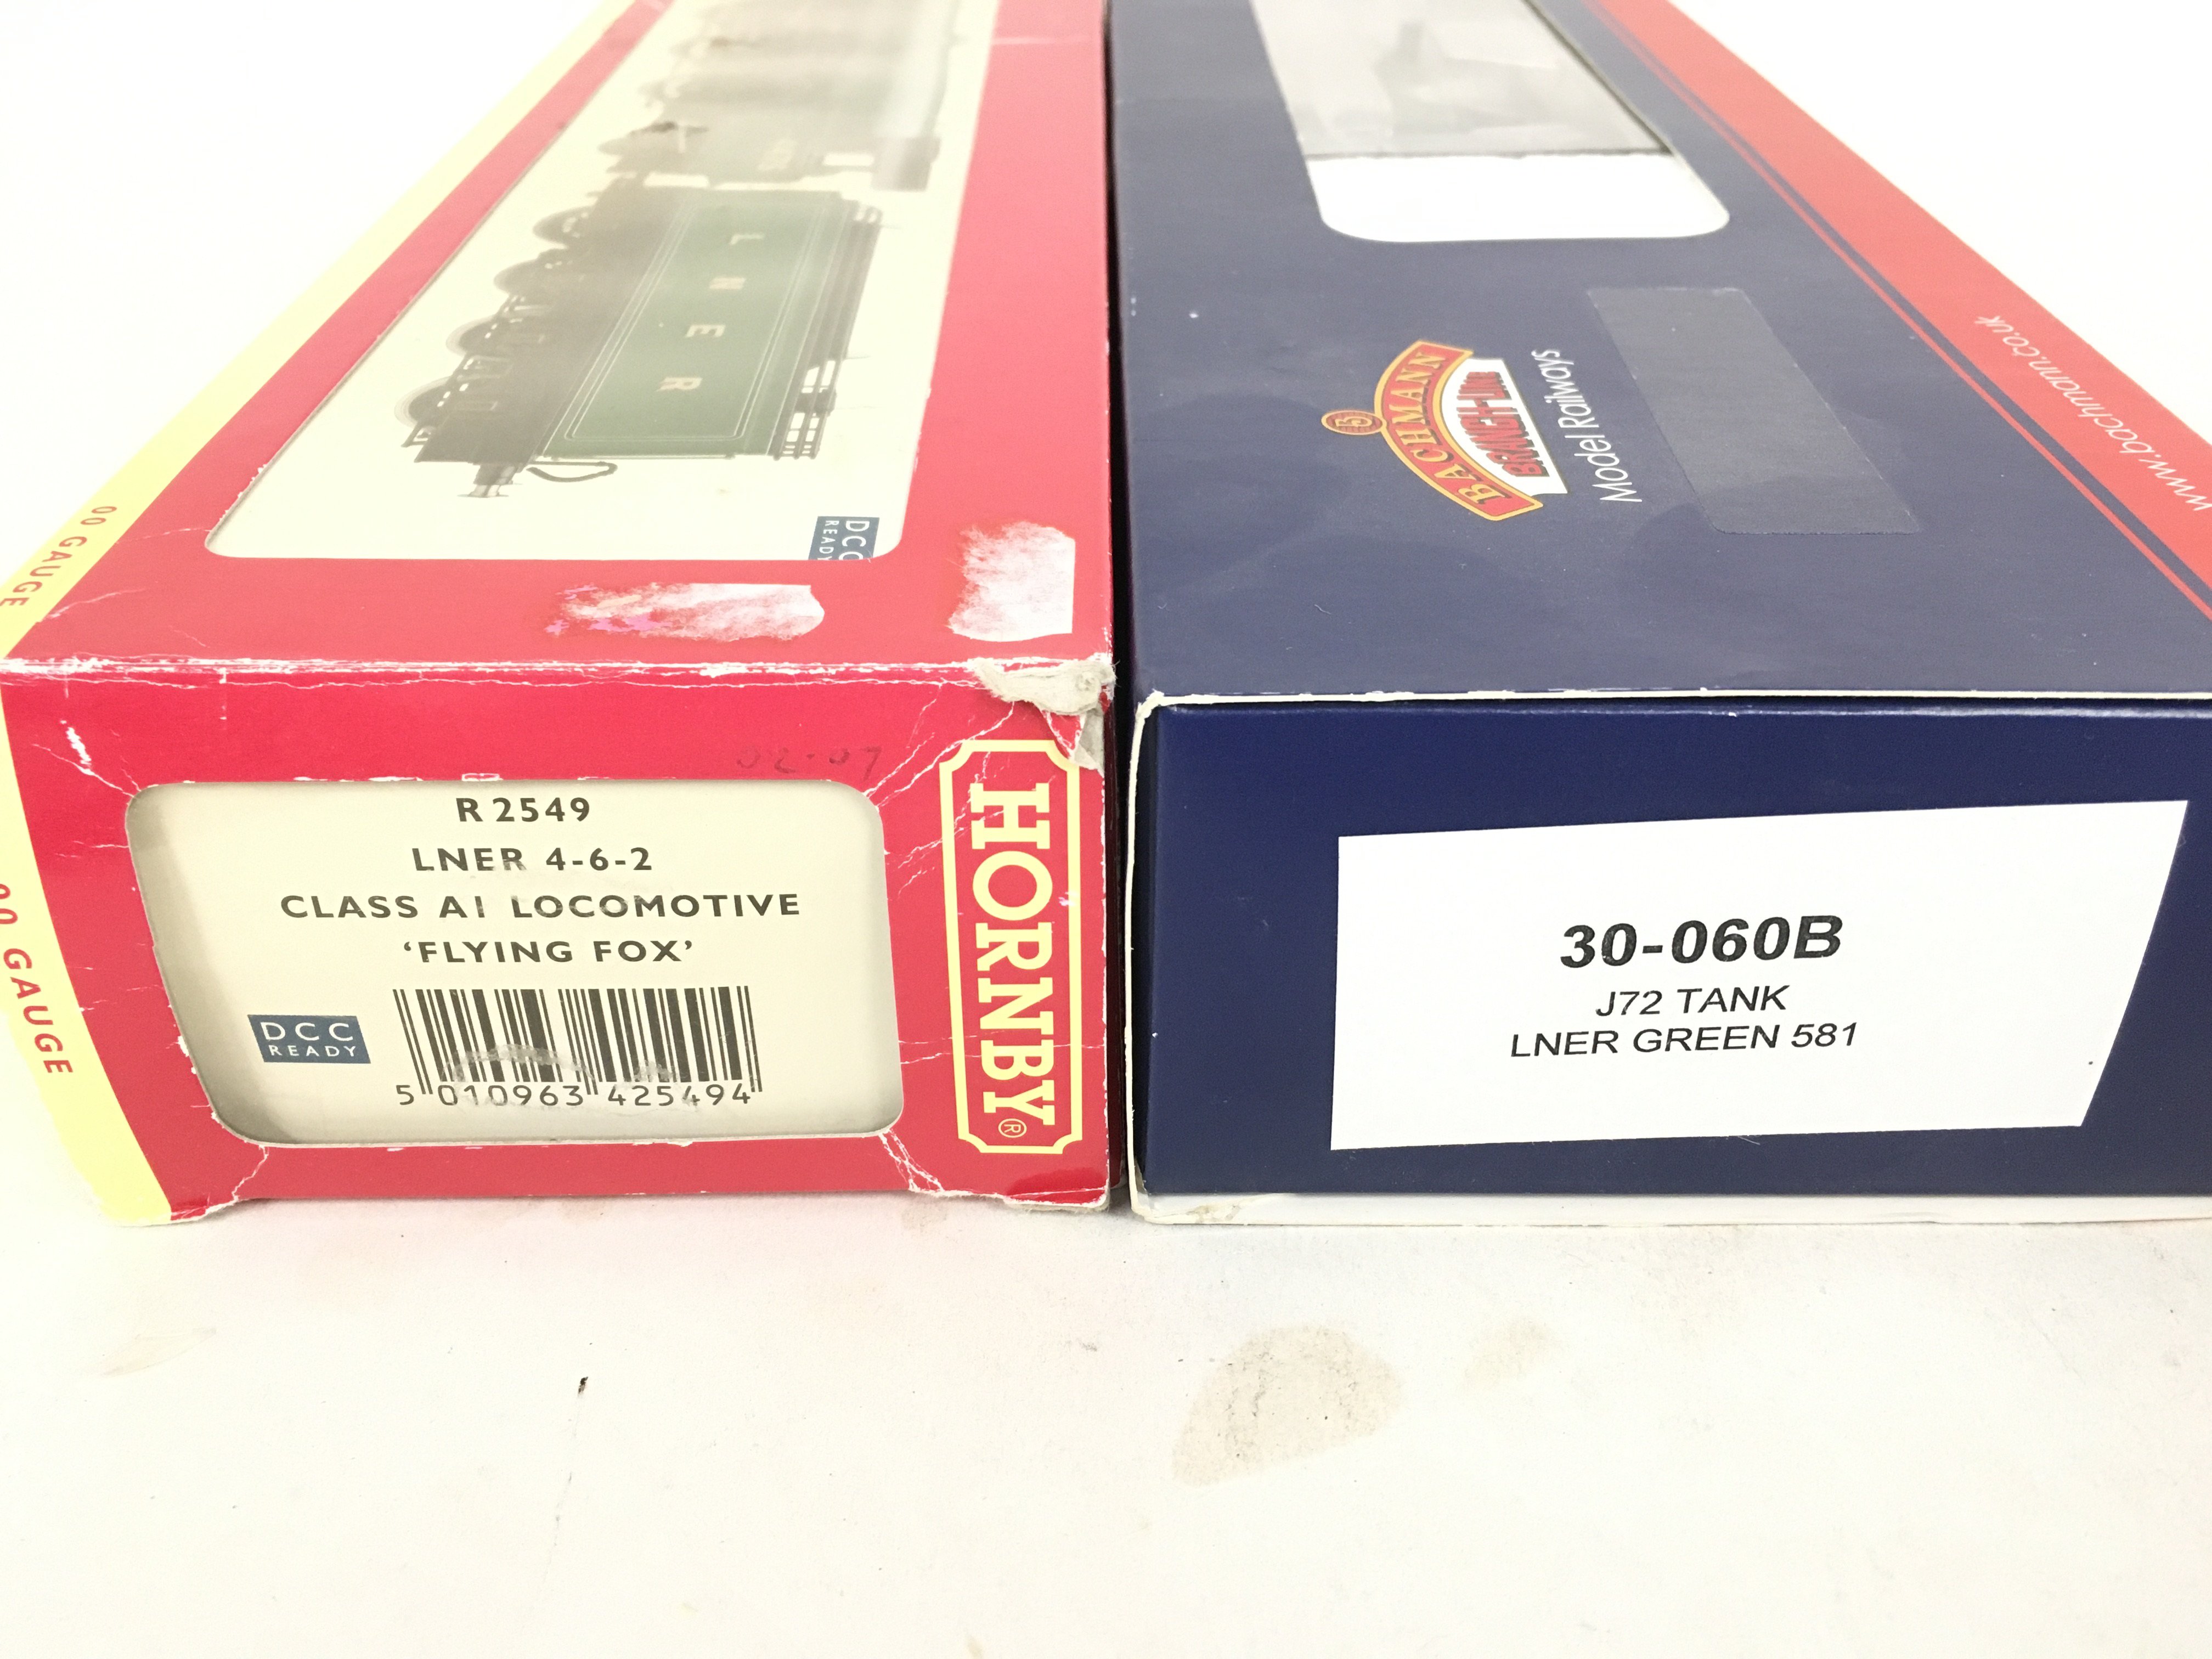 L N E R
DCC
READY
00 GAUGE
02-07
R 2549
LNER 4-6-2
CLASS A1 LOCOMOTIVE
‘FLYING FOX’
DCC
READY
5 010963 425494
HORNBY®
00 GAUGE
BACHMANN
BRANCH-LINE
Model Railways
www.bachmann.co.uk
30-060B
J72 TANK
LNER GREEN 581